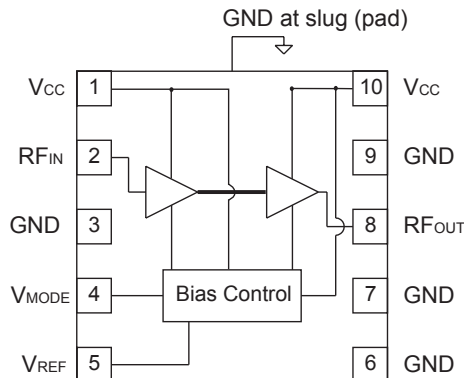 GND at slug (pad)
VCC 1 10 VCC
RFIN 2 9 GND
GND 3 8 RFOUT
VMODE 4 Bias Control 7 GND
VREF 5 6 GND